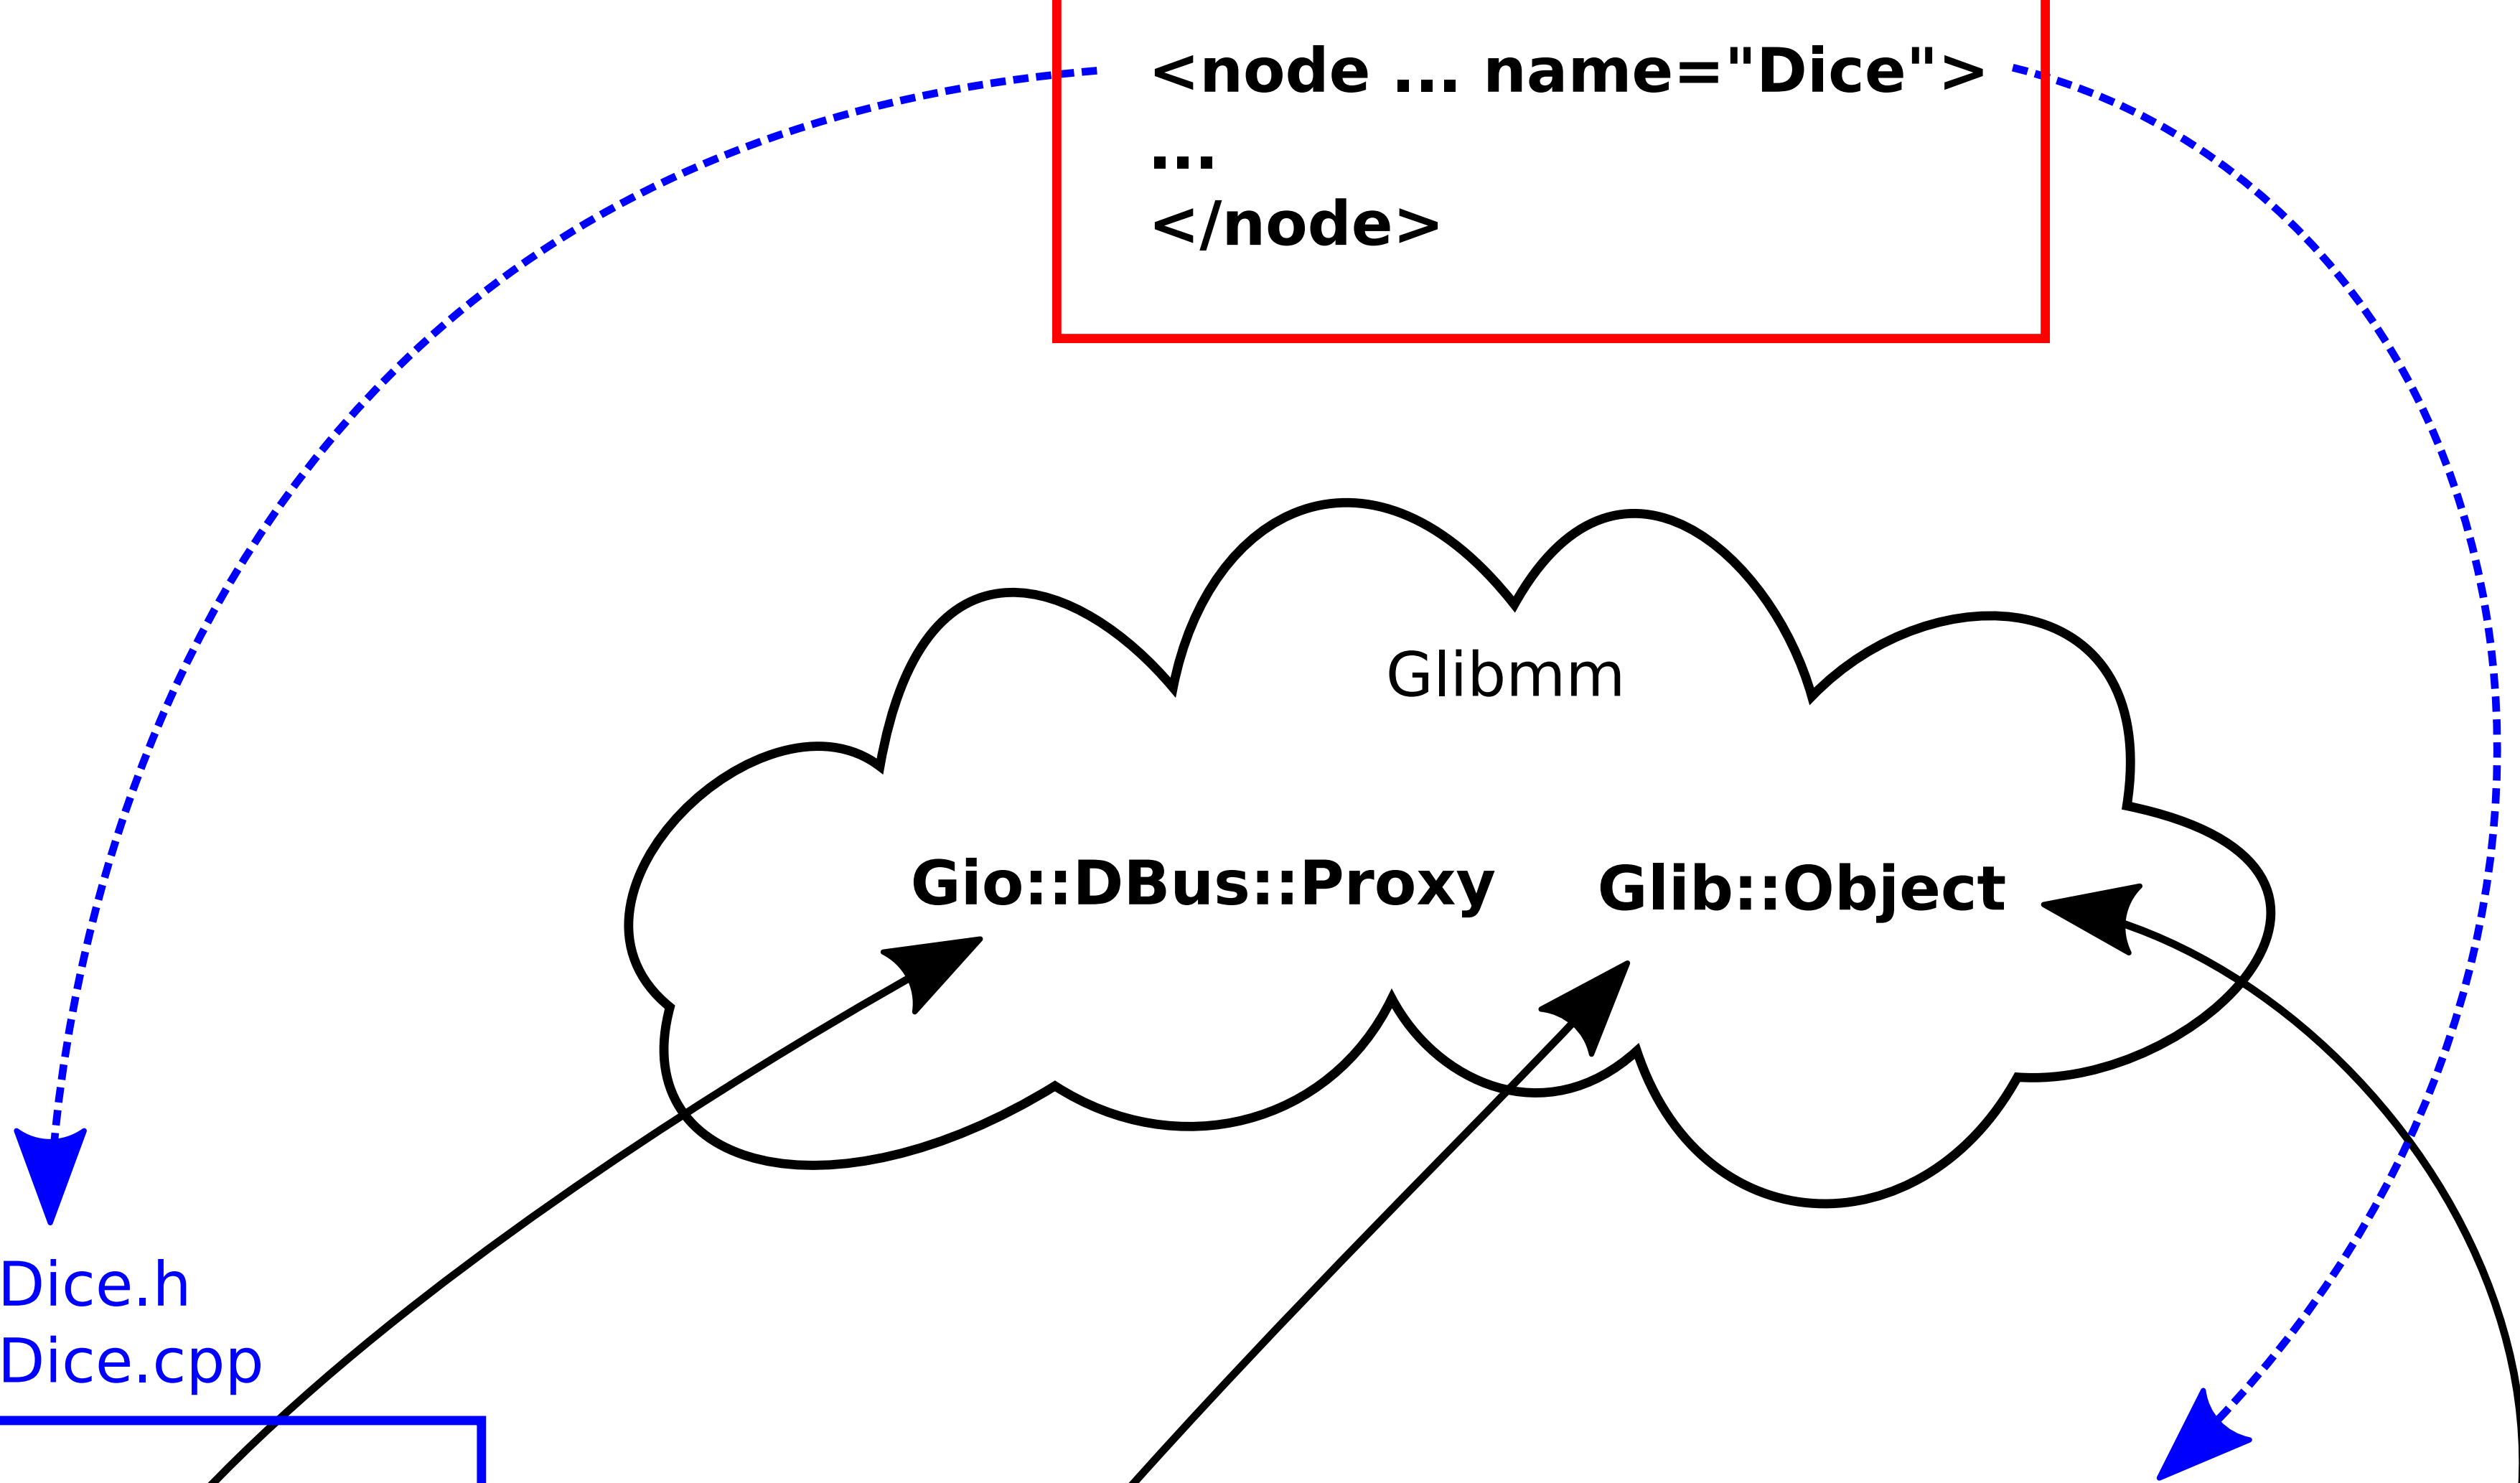 <node ... name="Dice">
...
</node>
Glibmm
Gio::DBus::Proxy
Glib::Object
Dice.h
Dice.cpp